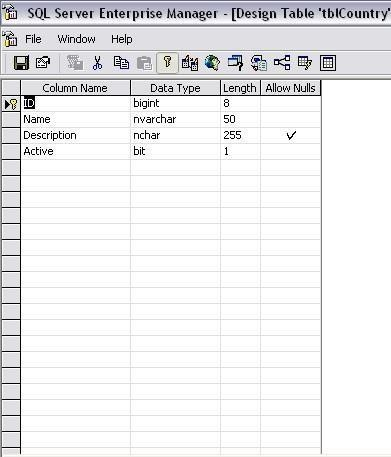 SQL Server Enterprise Manager - [Design Table 'tblCountry'
File Window Help
Column Name Data Type Length Allow Nulls
ID bigint 8
Name nvarchar 50
Description nchar 255
Active bit 1